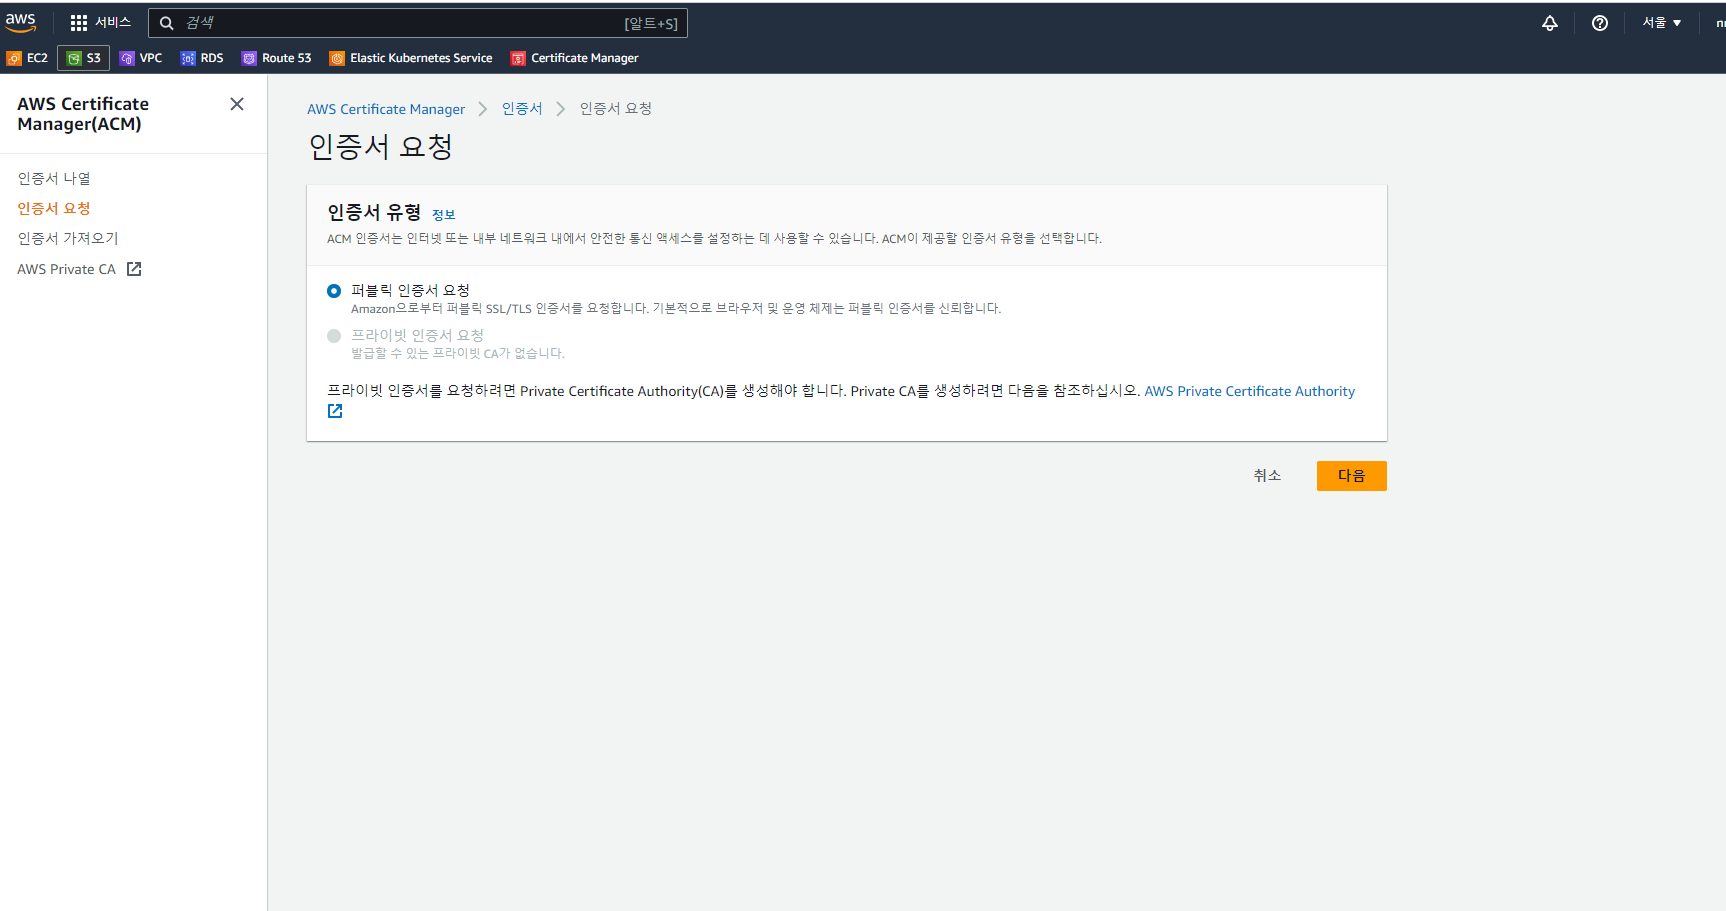 aws 서비스 검색 [알트+S] 서울
EC2 S3 VPC RDS Route 53 Elastic Kubernetes Service Certificate Manager
AWS Certificate
Manager(ACM)
인증서 나열
인증서 요청
인증서 가져오기
AWS Private CA
AWS Certificate Manager 인증서 인증서 요청
인증서 요청
인증서 유형 정보
ACM 인증서는 인터넷 또는 내부 네트워크 내에서 안전한 통신 액세스를 설정하는 데 사용할 수 있습니다. ACM이 제공할 인증서 유형을 선택합니다.
퍼블릭 인증서 요청
Amazon으로부터 퍼블릭 SSL/TLS 인증서를 요청합니다. 기본적으로 브라우저 및 운영 체제는 퍼블릭 인증서를 신뢰합니다.
프라이빗 인증서 요청
발급할 수 있는 프라이빗 CA가 없습니다.
프라이빗 인증서를 요청하려면 Private Certificate Authority(CA)를 생성해야 합니다. Private CA를 생성하려면 다음을 참조하십시오. AWS Private Certificate Authority
취소 다음